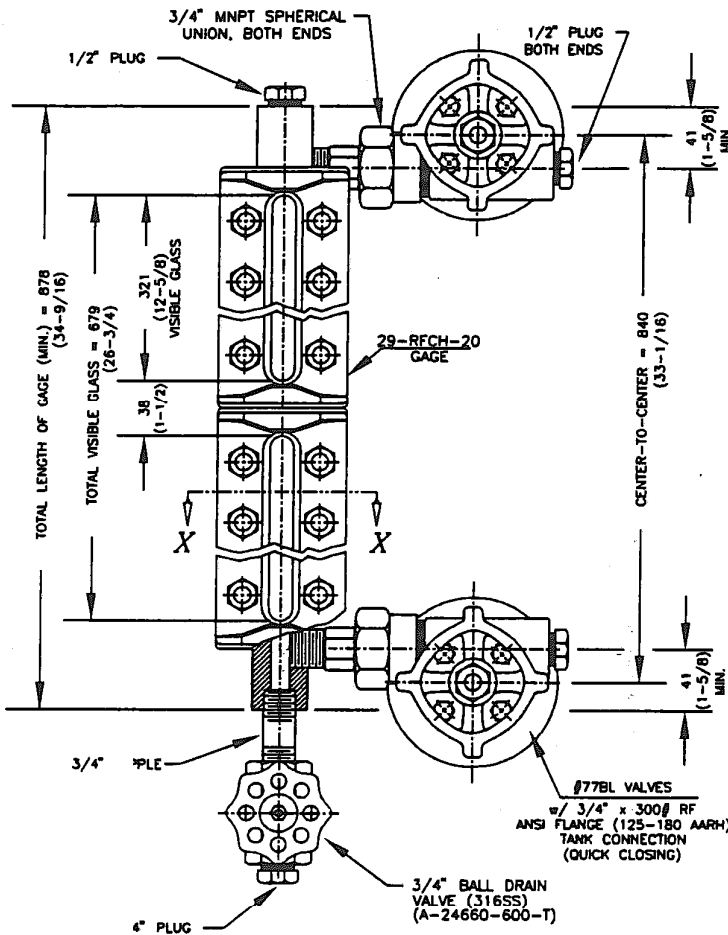 3/4" MNPT SPHERICAL
UNION, BOTH ENDS
1/2" PLUG
1/2" PLUG
BOTH ENDS
41
(1-5/8)
MIN
TOTAL LENGTH OF GAGE (MIN.) = 878
(34-9/16)
TOTAL VISIBLE GLASS = 679
(26-3/4)
321
(12-5/8)
VISIBLE GLASS
38
(1-1/2)
29-RFCH-20
GAGE
CENTER-TO-CENTER = 840
(33-1/16)
X
X
41
(1-5/8)
MIN.
3/4" PLE
#77BL VALVES
w/ 3/4" x 300# RF
ANSI FLANGE (125-180 AARH)
TANK CONNECTION
(QUICK CLOSING)
3/4" BALL DRAIN
VALVE (316SS)
(A-24660-600-T)
4" PLUG